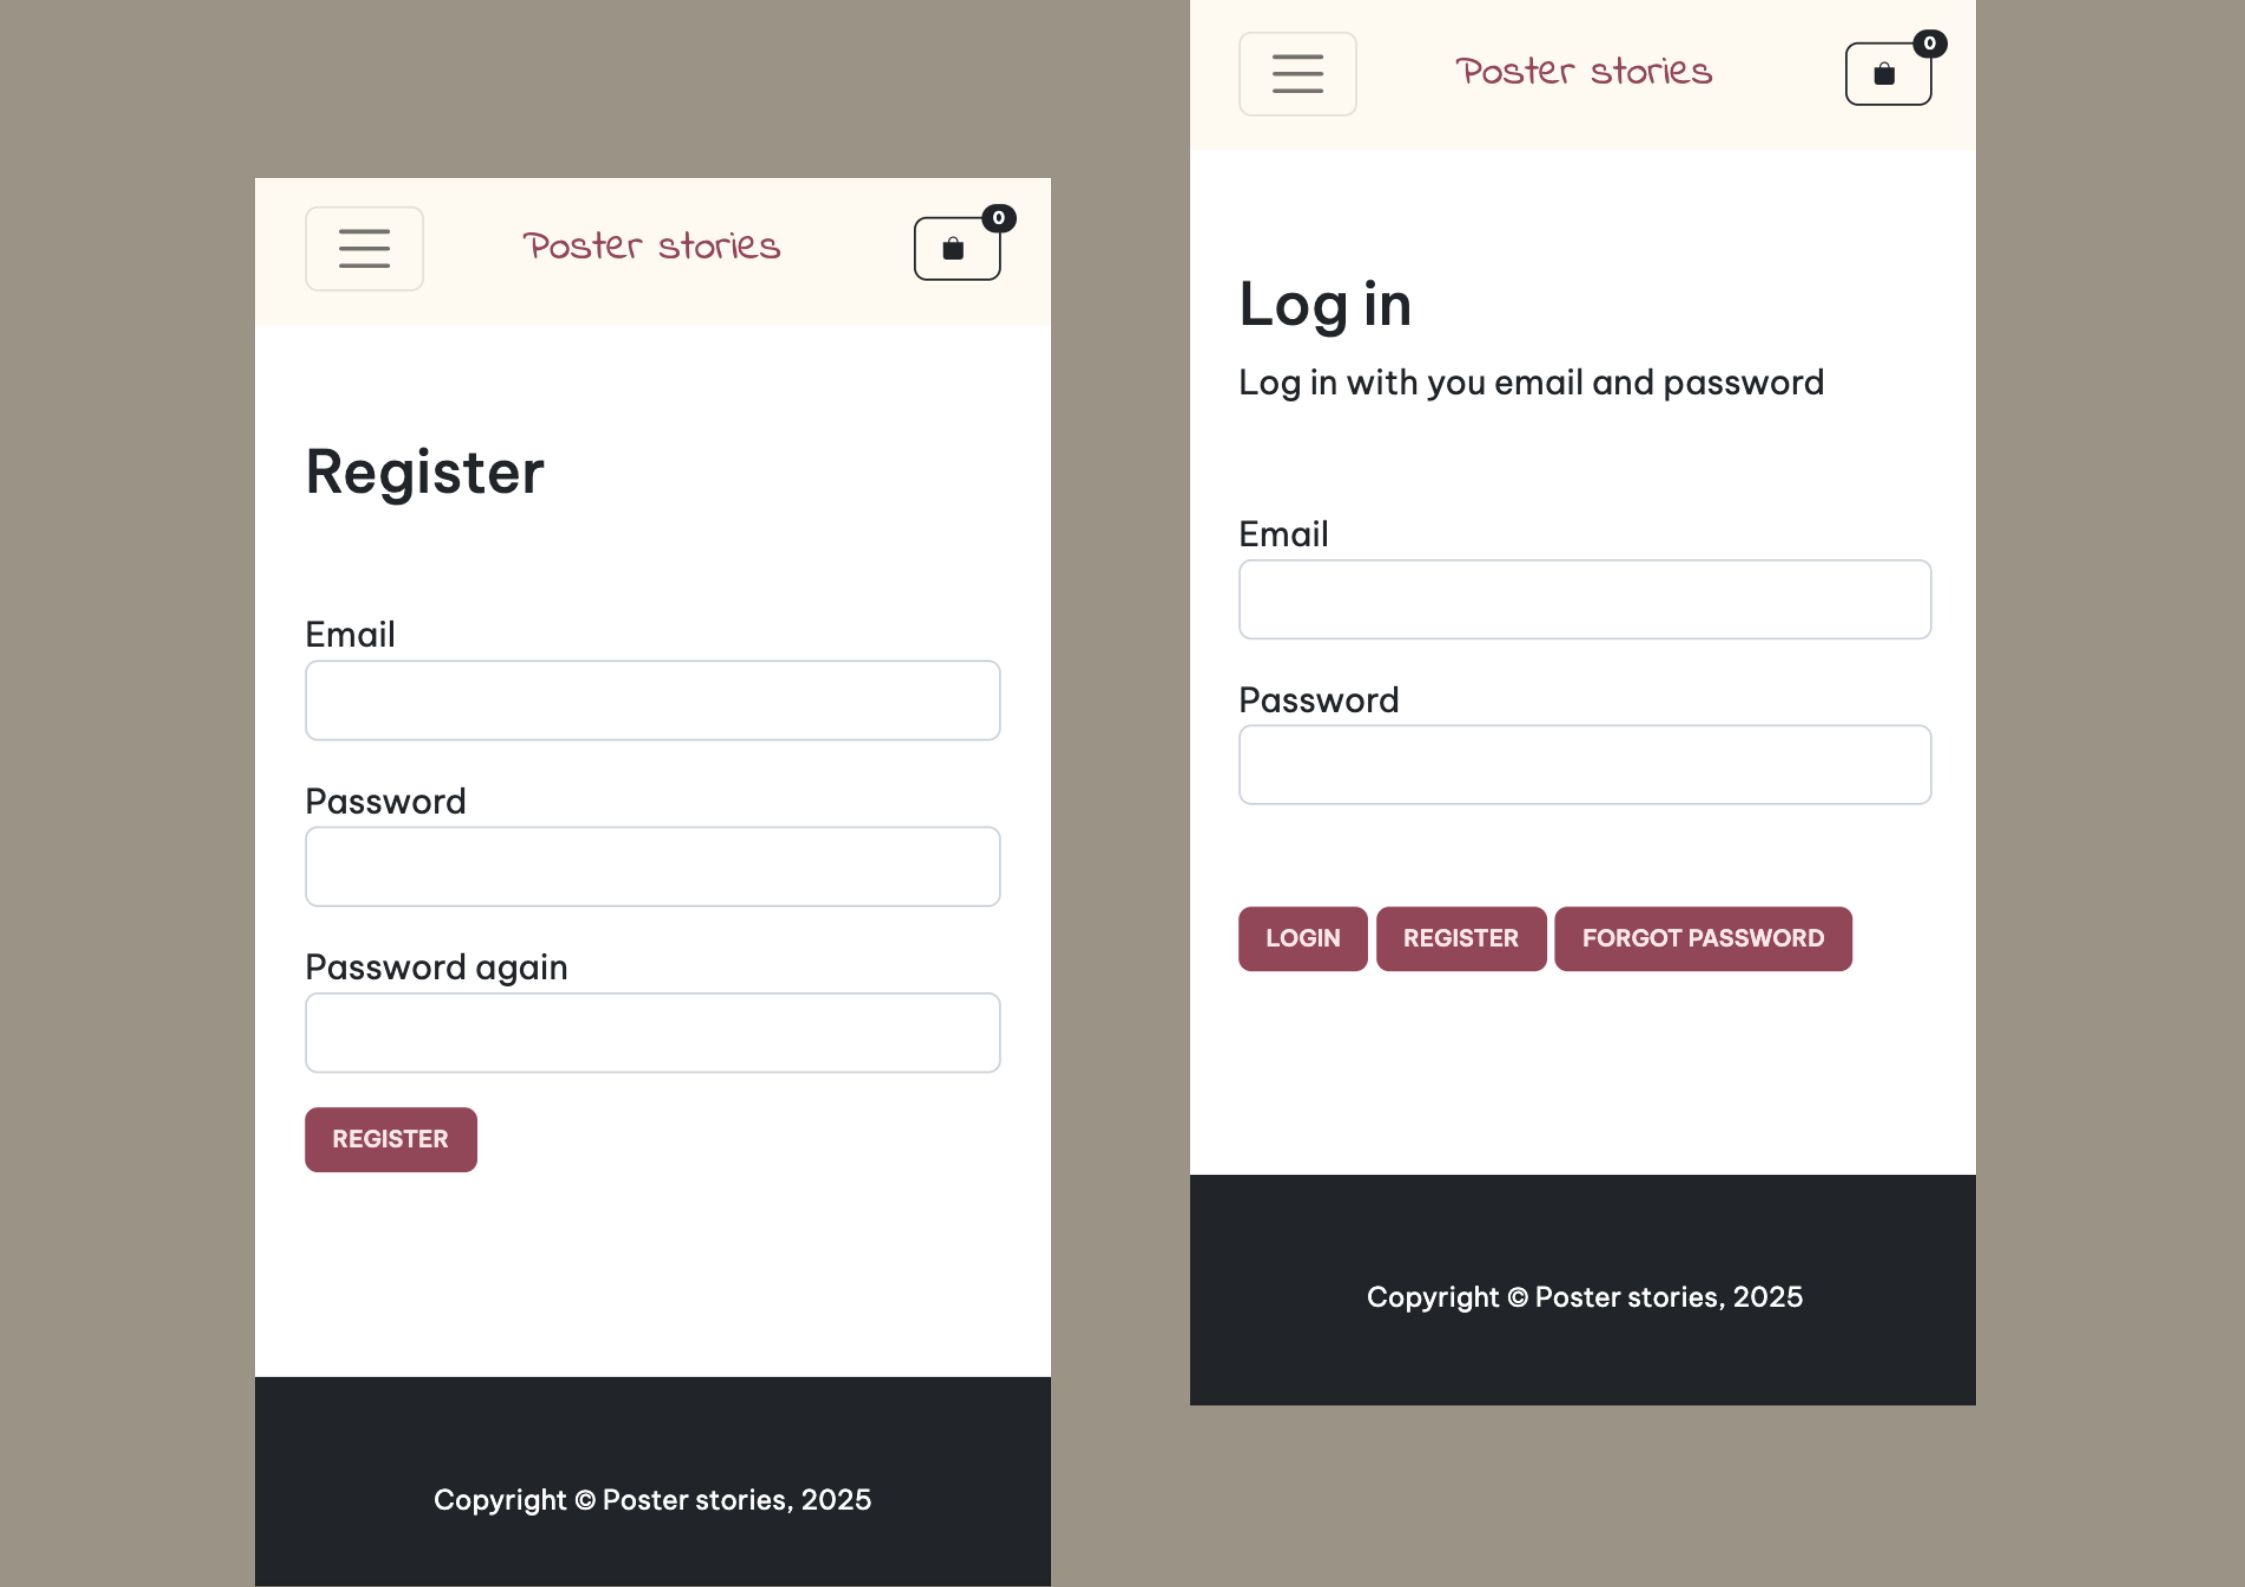 Poster stories
0
Register
Email
Password
Password again
REGISTER
Copyright © Poster stories, 2025
Poster stories
0
Log in
Log in with you email and password
Email
Password
LOGIN REGISTER FORGOT PASSWORD
Copyright © Poster stories, 2025